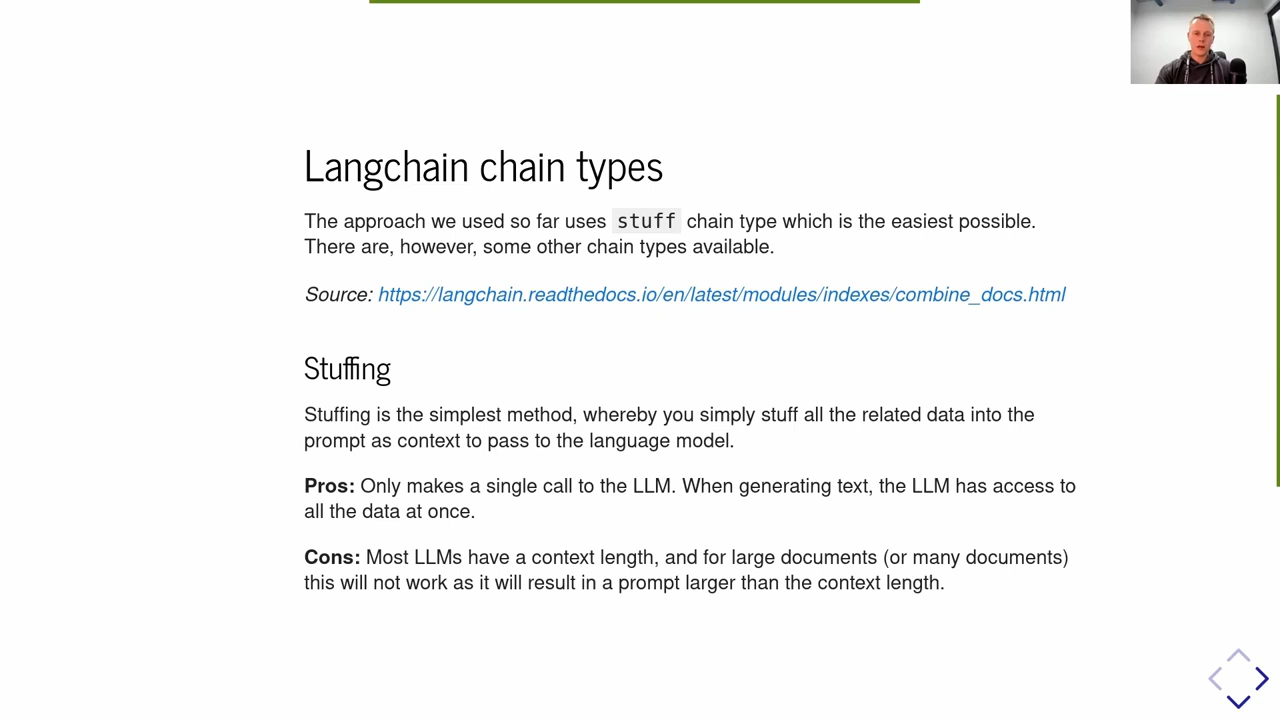 Langchain chain types
The approach we used so far uses stuff chain type which is the easiest possible.
There are, however, some other chain types available.
Source: https://langchain.readthedocs.io/en/latest/modules/indexes/combine_docs.html
Stuffing
Stuffing is the simplest method, whereby you simply stuff all the related data into the
prompt as context to pass to the language model.
Pros: Only makes a single call to the LLM. When generating text, the LLM has access to
all the data at once.
Cons: Most LLMs have a context length, and for large documents (or many documents)
this will not work as it will result in a prompt larger than the context length.